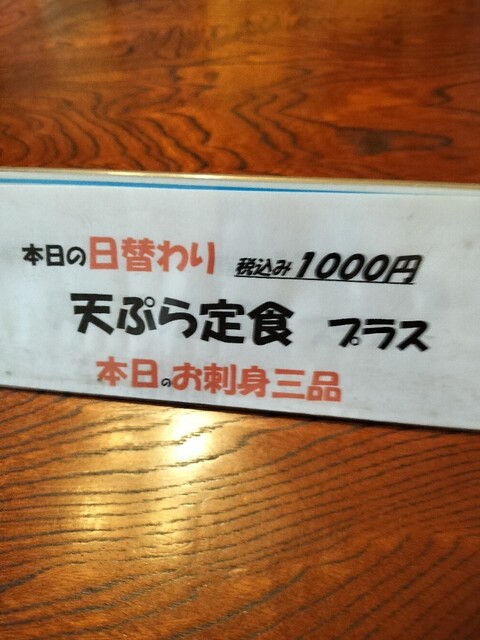 本日の日替わり 税込み1000円
天ぷら定食 プラス
本日のお刺身三品